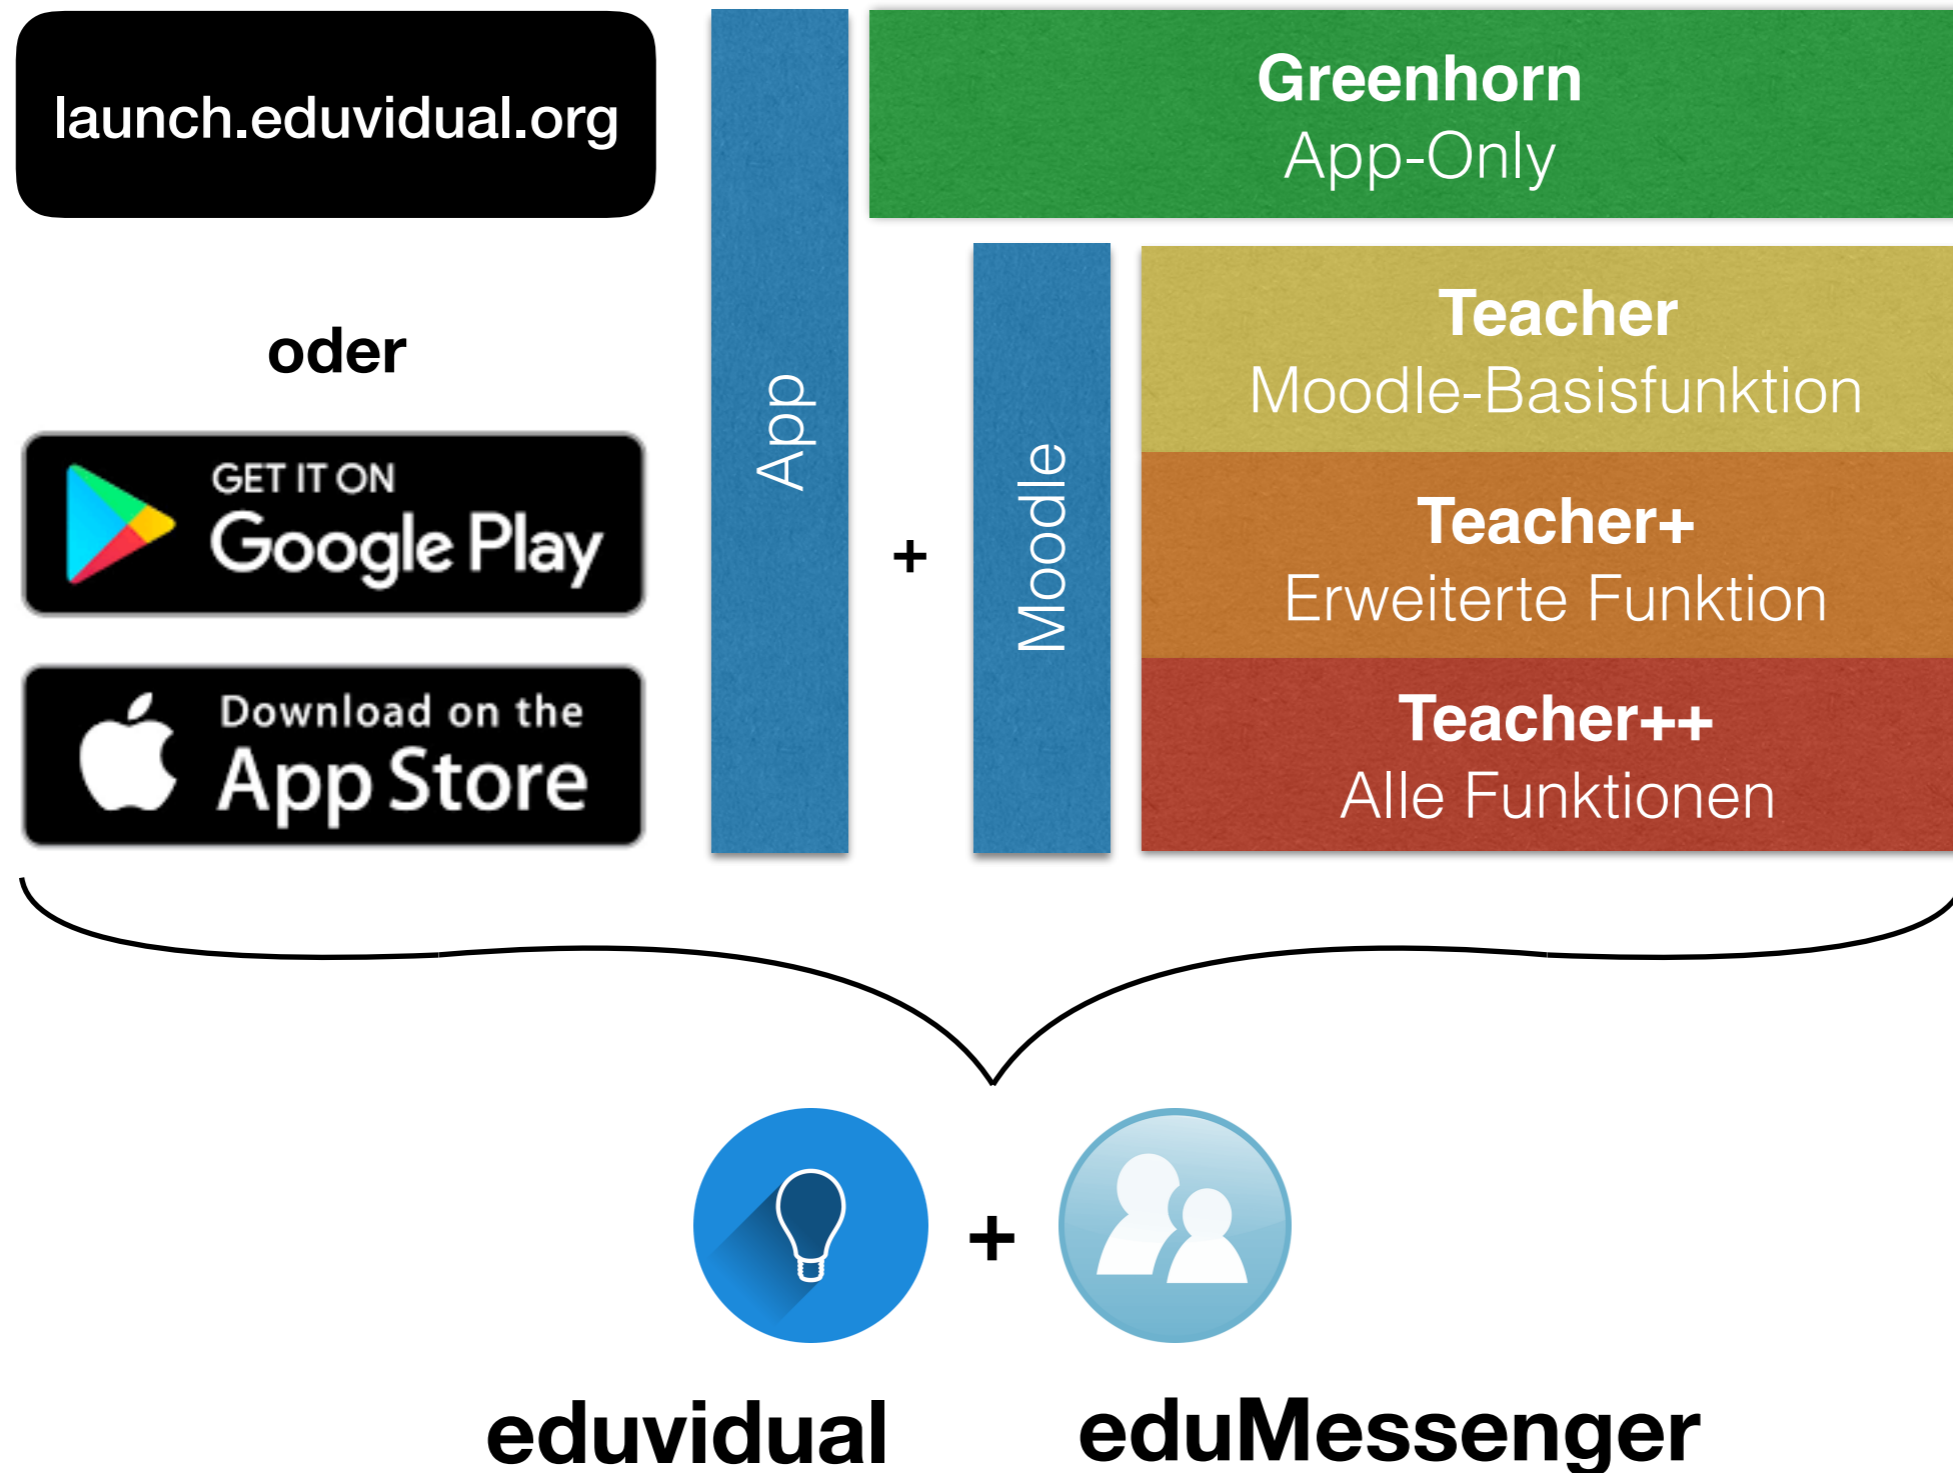 launch.eduvidual.org
oder
GET IT ON
Google Play
Download on the
App Store
App
+
Moodle
Greenhorn
App-Only
Teacher
Moodle-Basisfunktion
Teacher+
Erweiterte Funktion
Teacher++
Alle Funktionen
+
eduvidual
eduMessenger